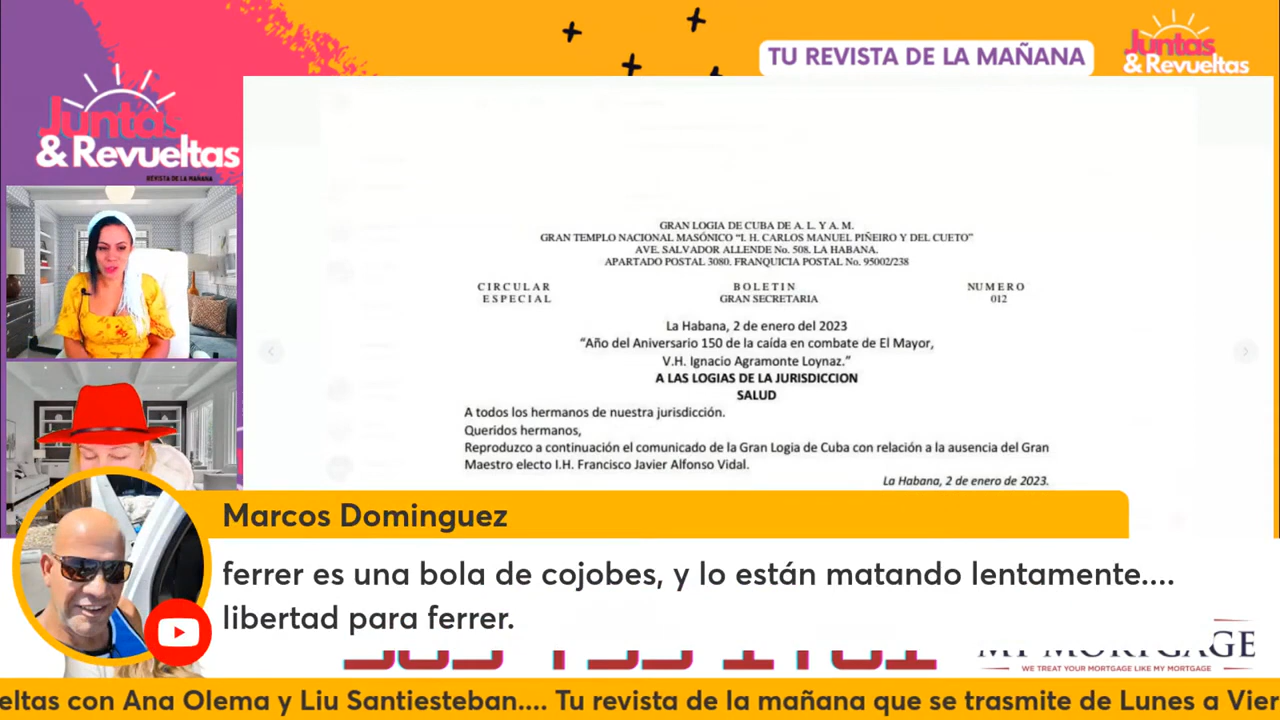 TU REVISTA DE LA MAÑANA
Juntas
& Revueltas
Juntas
& Revueltas
REVISTA DE LA MAÑANA
GRAN LOGIA DE CUBA DE A. L. Y A. M.
GRAN TEMPLO NACIONAL MASÓNICO “I. H. CARLOS MANUEL PIÑEIRO Y DEL CUETO”
AVE. SALVADOR ALLENDE No. 508. LA HABANA.
APARTADO POSTAL 3080. FRANQUICIA POSTAL No. 95002/238
CIRCULAR BOLETIN NUMERO
ESPECIAL GRAN SECRETARIA 012
La Habana, 2 de enero del 2023
“Año del Aniversario 150 de la caída en combate de El Mayor,
V.H. Ignacio Agramonte Loynaz.”
A LAS LOGIAS DE LA JURISDICCION
SALUD
A todos los hermanos de nuestra jurisdicción.
Queridos hermanos,
Reproduzco a continuación el comunicado de la Gran Logia de Cuba con relación a la ausencia del Gran
Maestro electo I.H. Francisco Javier Alfonso Vidal.
La Habana, 2 de enero de 2023.
Marcos Dominguez
ferrer es una bola de cojobes, y lo están matando lentamente....
libertad para ferrer.
MY MORTGAGE
WE TREAT YOUR MORTGAGE LIKE MY MORTGAGE
eltas con Ana Olema y Liu Santiesteban.... Tu revista de la mañana que se trasmite de Lunes a Vier